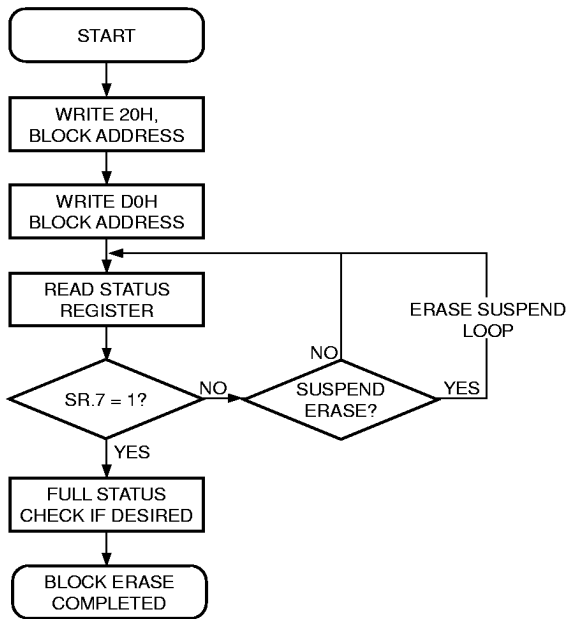 START
WRITE 20H,
BLOCK ADDRESS
WRITE D0H
BLOCK ADDRESS
READ STATUS
REGISTER
ERASE SUSPEND
LOOP
SR.7 = 1?
NO
NO
SUSPEND
ERASE?
YES
YES
FULL STATUS
CHECK IF DESIRED
BLOCK ERASE
COMPLETED